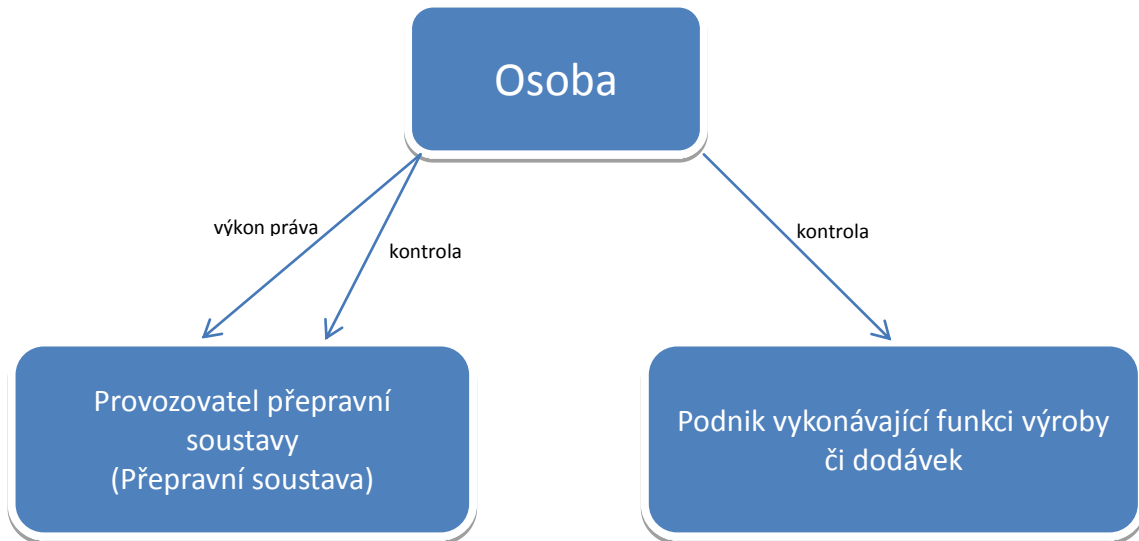 Osoba
výkon práva
kontrola
kontrola
Provozovatel přepravní
soustavy
(Přepravní soustava)
Podnik vykonávající funkci výroby
či dodávek